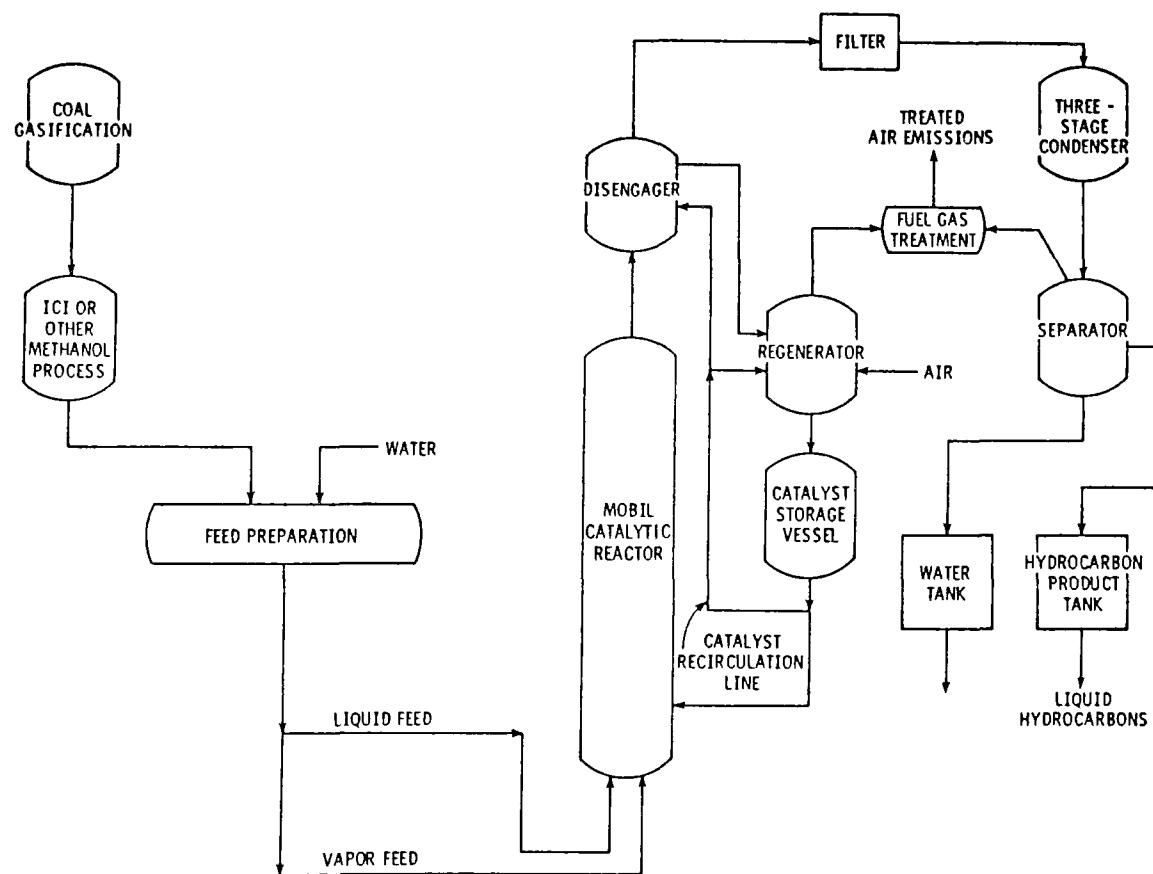 COAL
GASIFICATION
ICI OR
OTHER
METHANOL
PROCESS
WATER
FEED PREPARATION
LIQUID FEED
VAPOR FEED
MOBIL
CATALYTIC
REACTOR
DISENGAGER
FILTER
THREE -
STAGE
CONDENSER
TREATED
AIR EMISSIONS
FUEL GAS
TREATMENT
REGENERATOR
AIR
SEPARATOR
CATALYST
STORAGE
VESSEL
CATALYST
RECIRCULATION
LINE
WATER
TANK
HYDROCARBON
PRODUCT
TANK
LIQUID
HYDROCARBONS